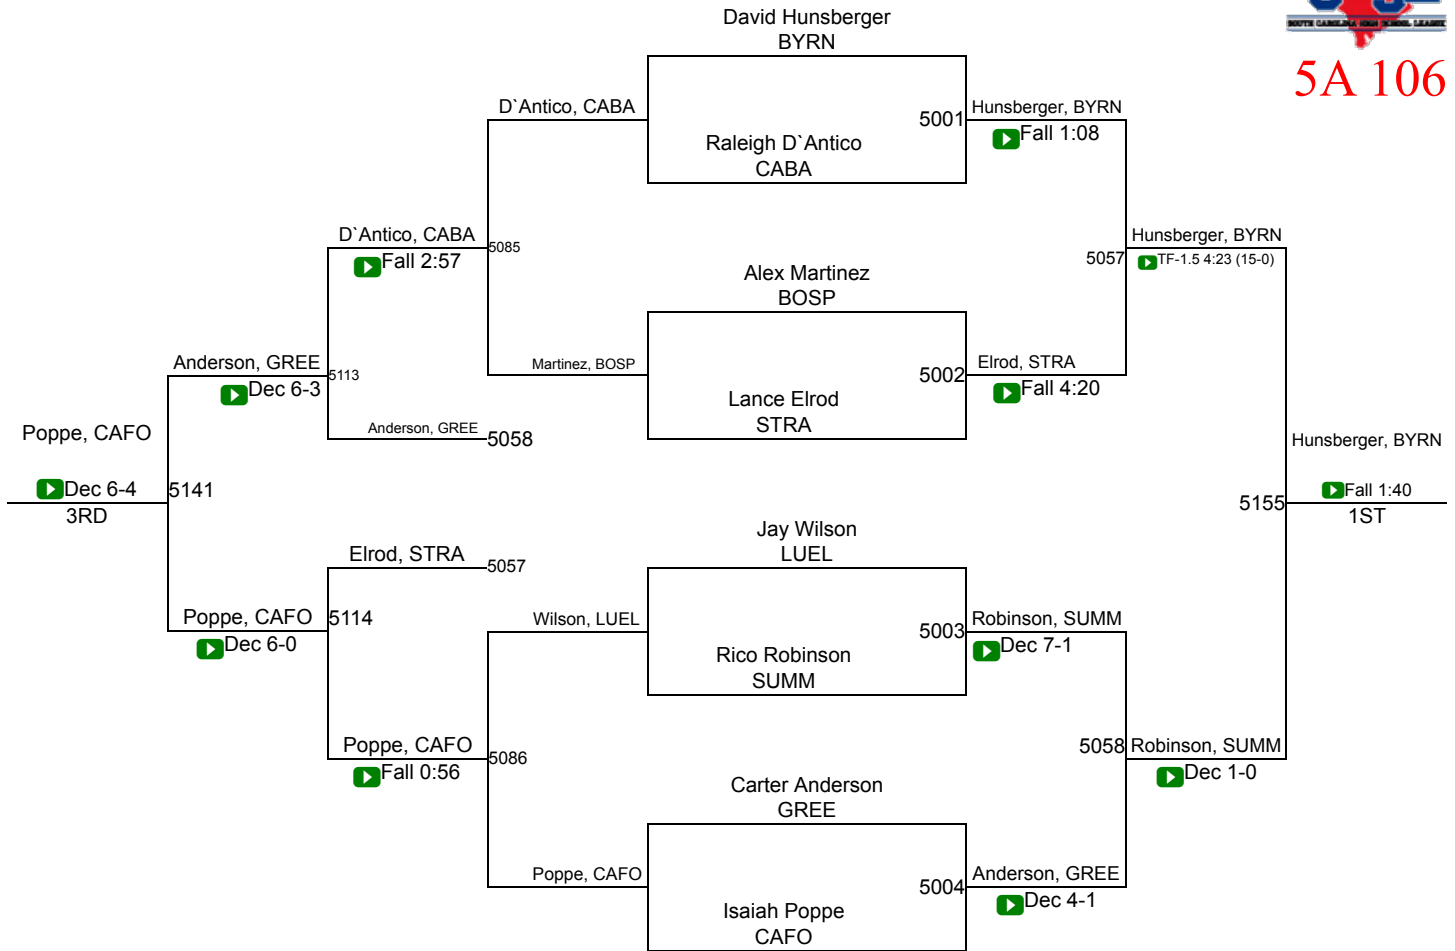 David Hunsberger
BYRN
SOUTH CAROLINA HIGH SCHOOL LEAGUE
5A 106
D`Antico, CABA
5001
Hunsberger, BYRN
Fall 1:08
Raleigh D`Antico
CABA
D`Antico, CABA
5085
Fall 2:57
Hunsberger, BYRN
5057
TF-1.5 4:23 (15-0)
Alex Martinez
BOSP
Anderson, GREE
5113
Dec 6-3
Martinez, BOSP
5002
Elrod, STRA
Fall 4:20
Lance Elrod
STRA
Anderson, GREE
5058
Poppe, CAFO
Hunsberger, BYRN
Dec 6-4
5141
3RD
5155
Fall 1:40
1ST
Jay Wilson
LUEL
Elrod, STRA
5057
Poppe, CAFO
5114
Dec 6-0
Wilson, LUEL
5003
Robinson, SUMM
Dec 7-1
Rico Robinson
SUMM
Poppe, CAFO
5086
Fall 0:56
5058
Robinson, SUMM
Dec 1-0
Carter Anderson
GREE
Poppe, CAFO
5004
Anderson, GREE
Dec 4-1
Isaiah Poppe
CAFO